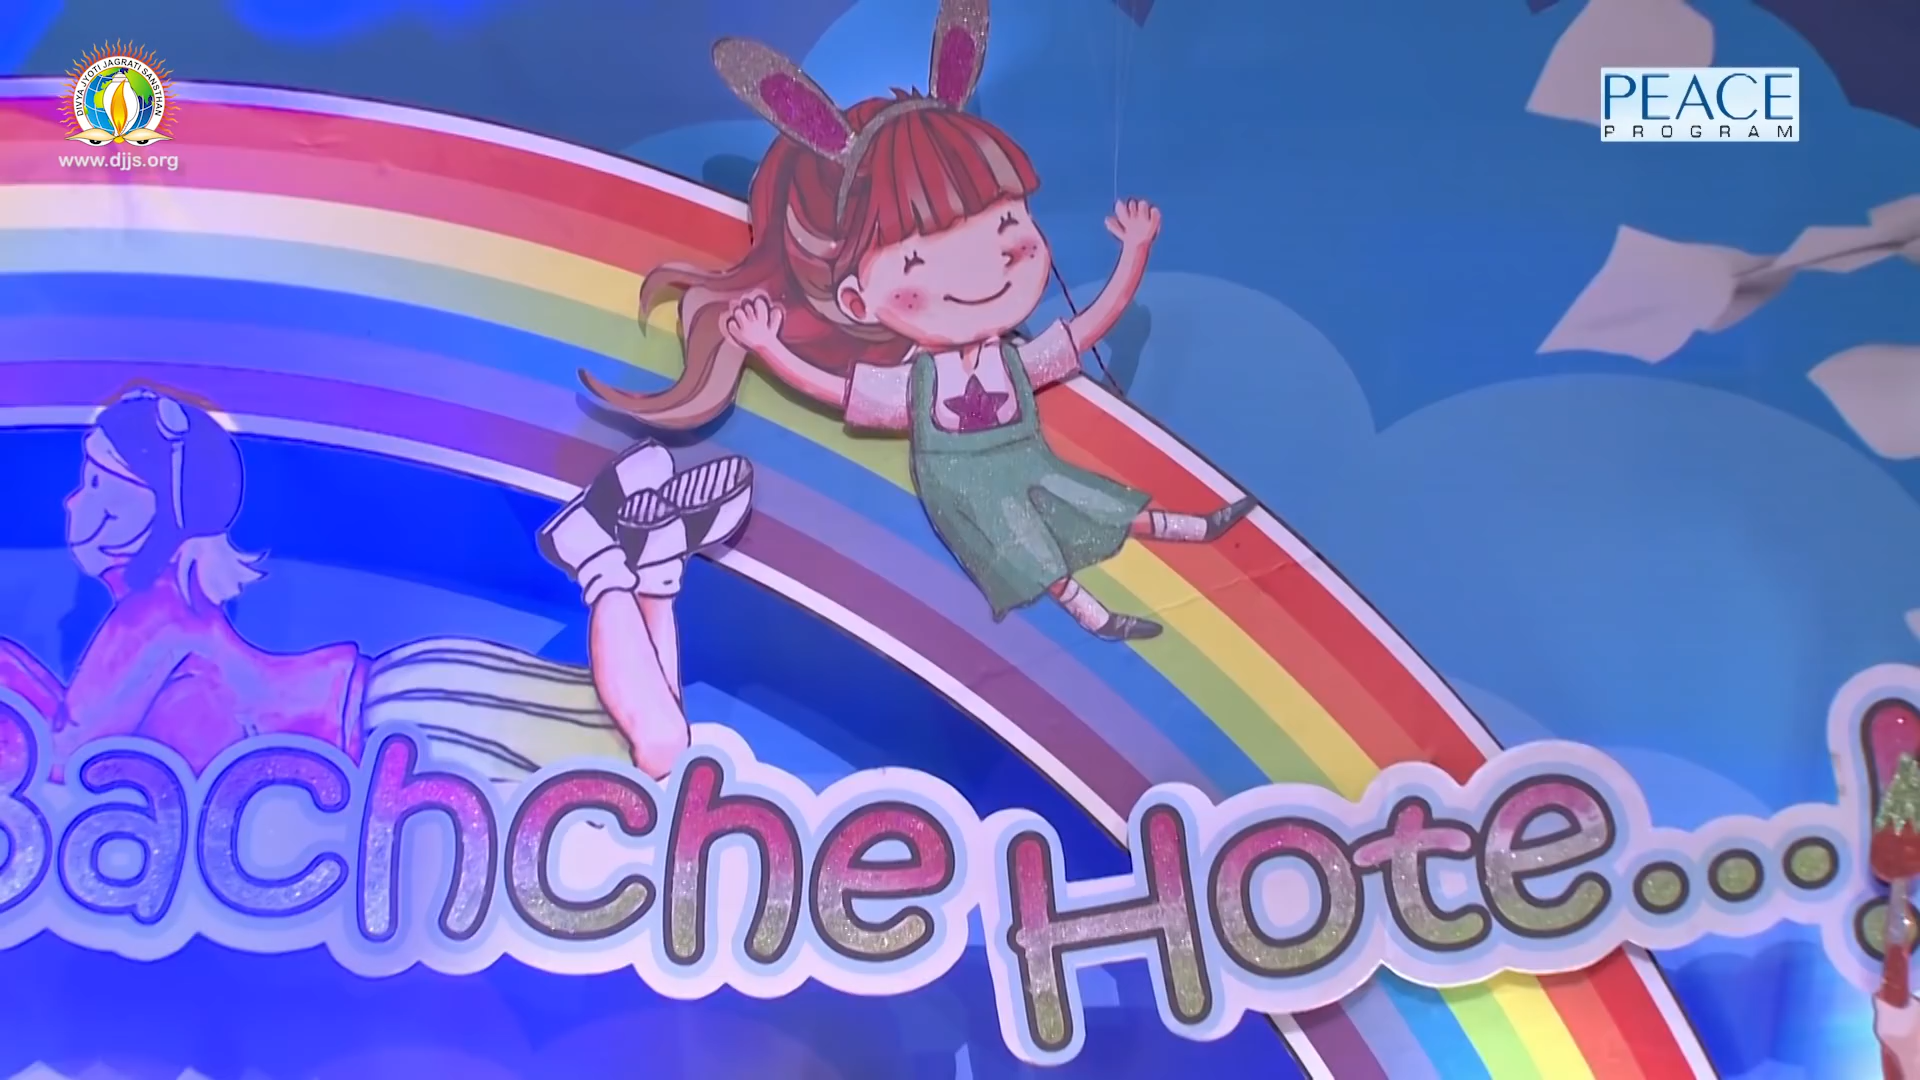 DIVYA JYOTI JAGRATI SANSTHAN
www.djjs.org
PEACE
PROGRAM
Bachche Hote...!